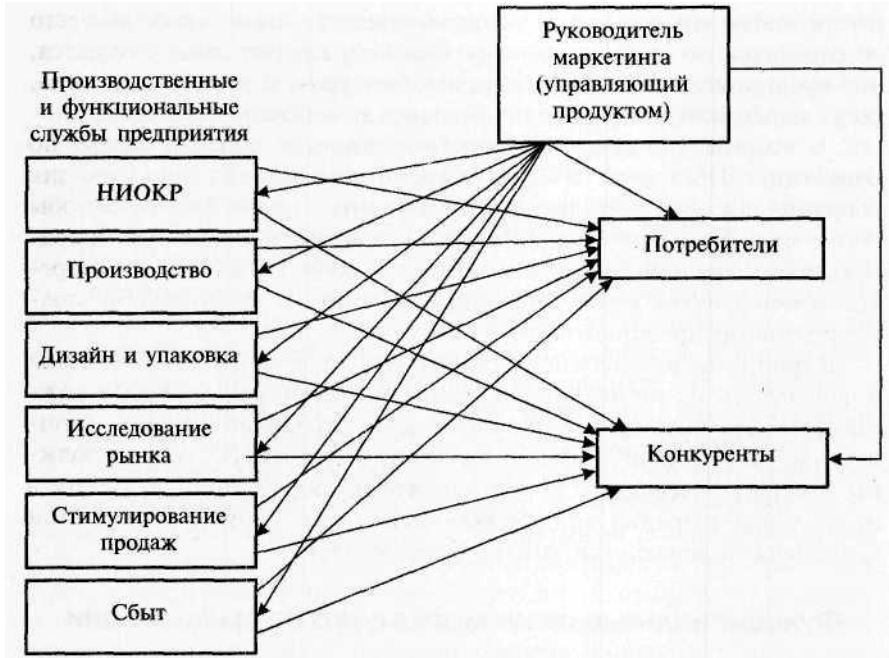 Руководитель
маркетинга
(управляющий
продуктом)
Производственные
и функциональные
службы предприятия
НИОКР
Производство
Дизайн и упаковка
Исследование
рынка
Стимулирование
продаж
Сбыт
Потребители
Конкуренты